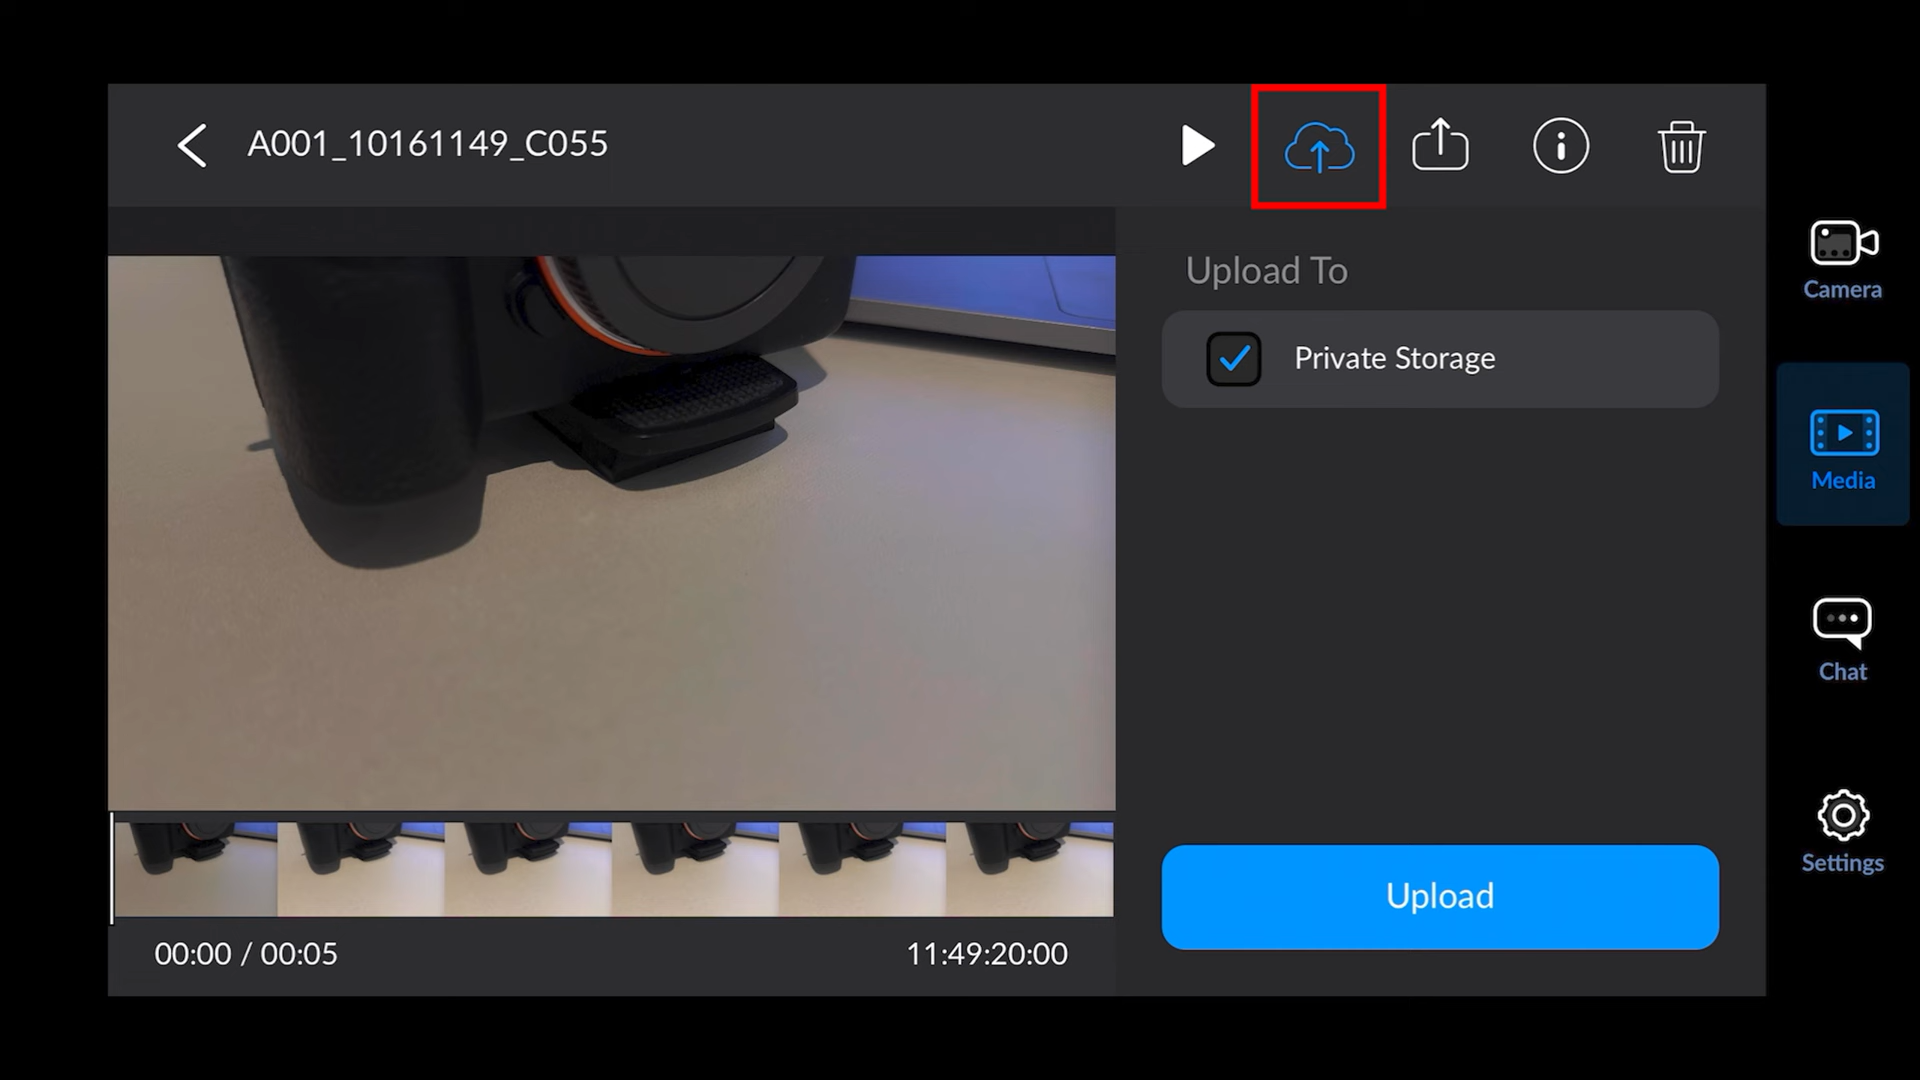 A001_10161149_C055
Upload To
Private Storage
Upload
00:00 / 00:05
11:49:20:00
Camera
Media
Chat
Settings